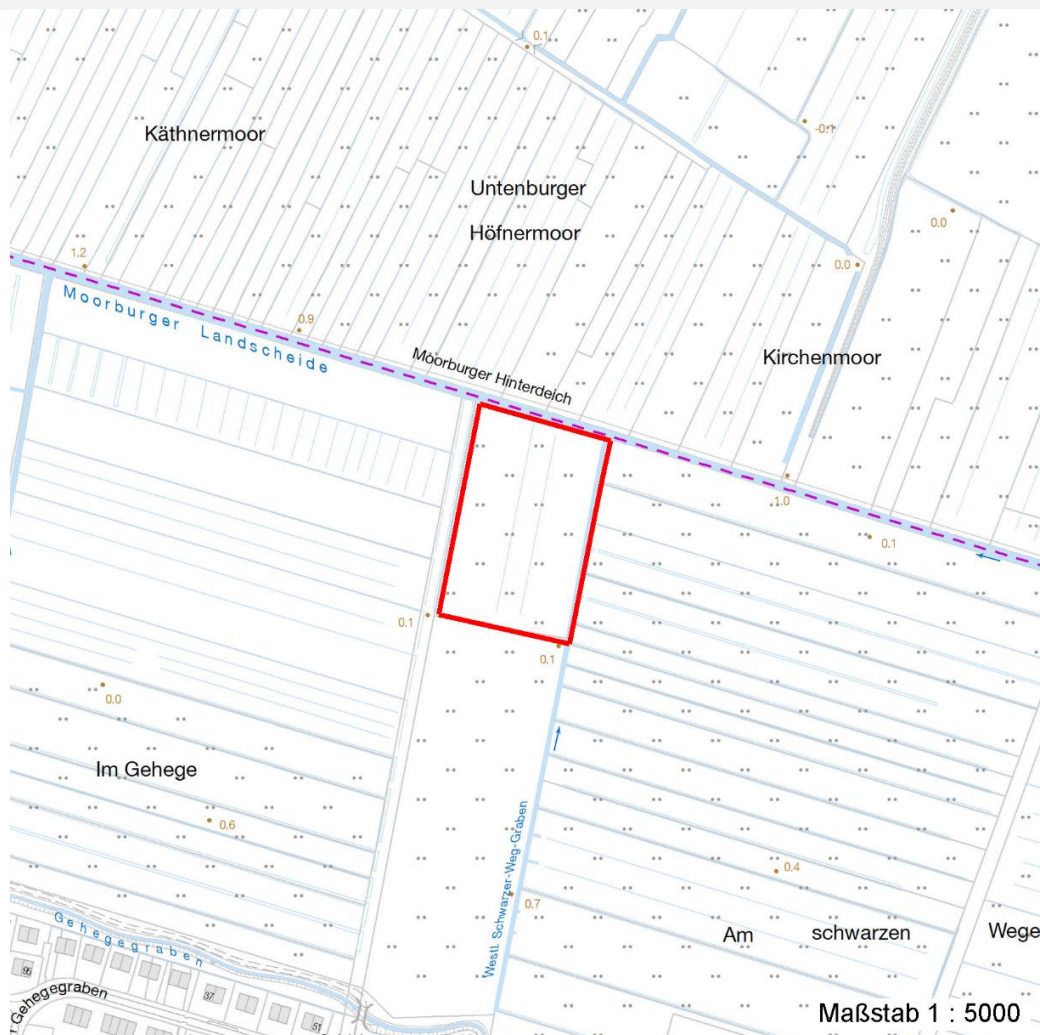 0.1
-0.1
Käthnermoor
Untenburger
Höfnermoor
0.0
1.2
0.0
Moorburger Landscheide
0.9
Moorburger Hinterdeich
Kirchenmoor
1.0
0.1
0.1
0.1
0.0
Im Gehege
0.6
Westl. Schwarzer-Weg-Graben
0.4
0.7
Am schwarzen Wege
Gehegegraben
95
37
51
Gehegegraben
Maßstab 1 : 5000